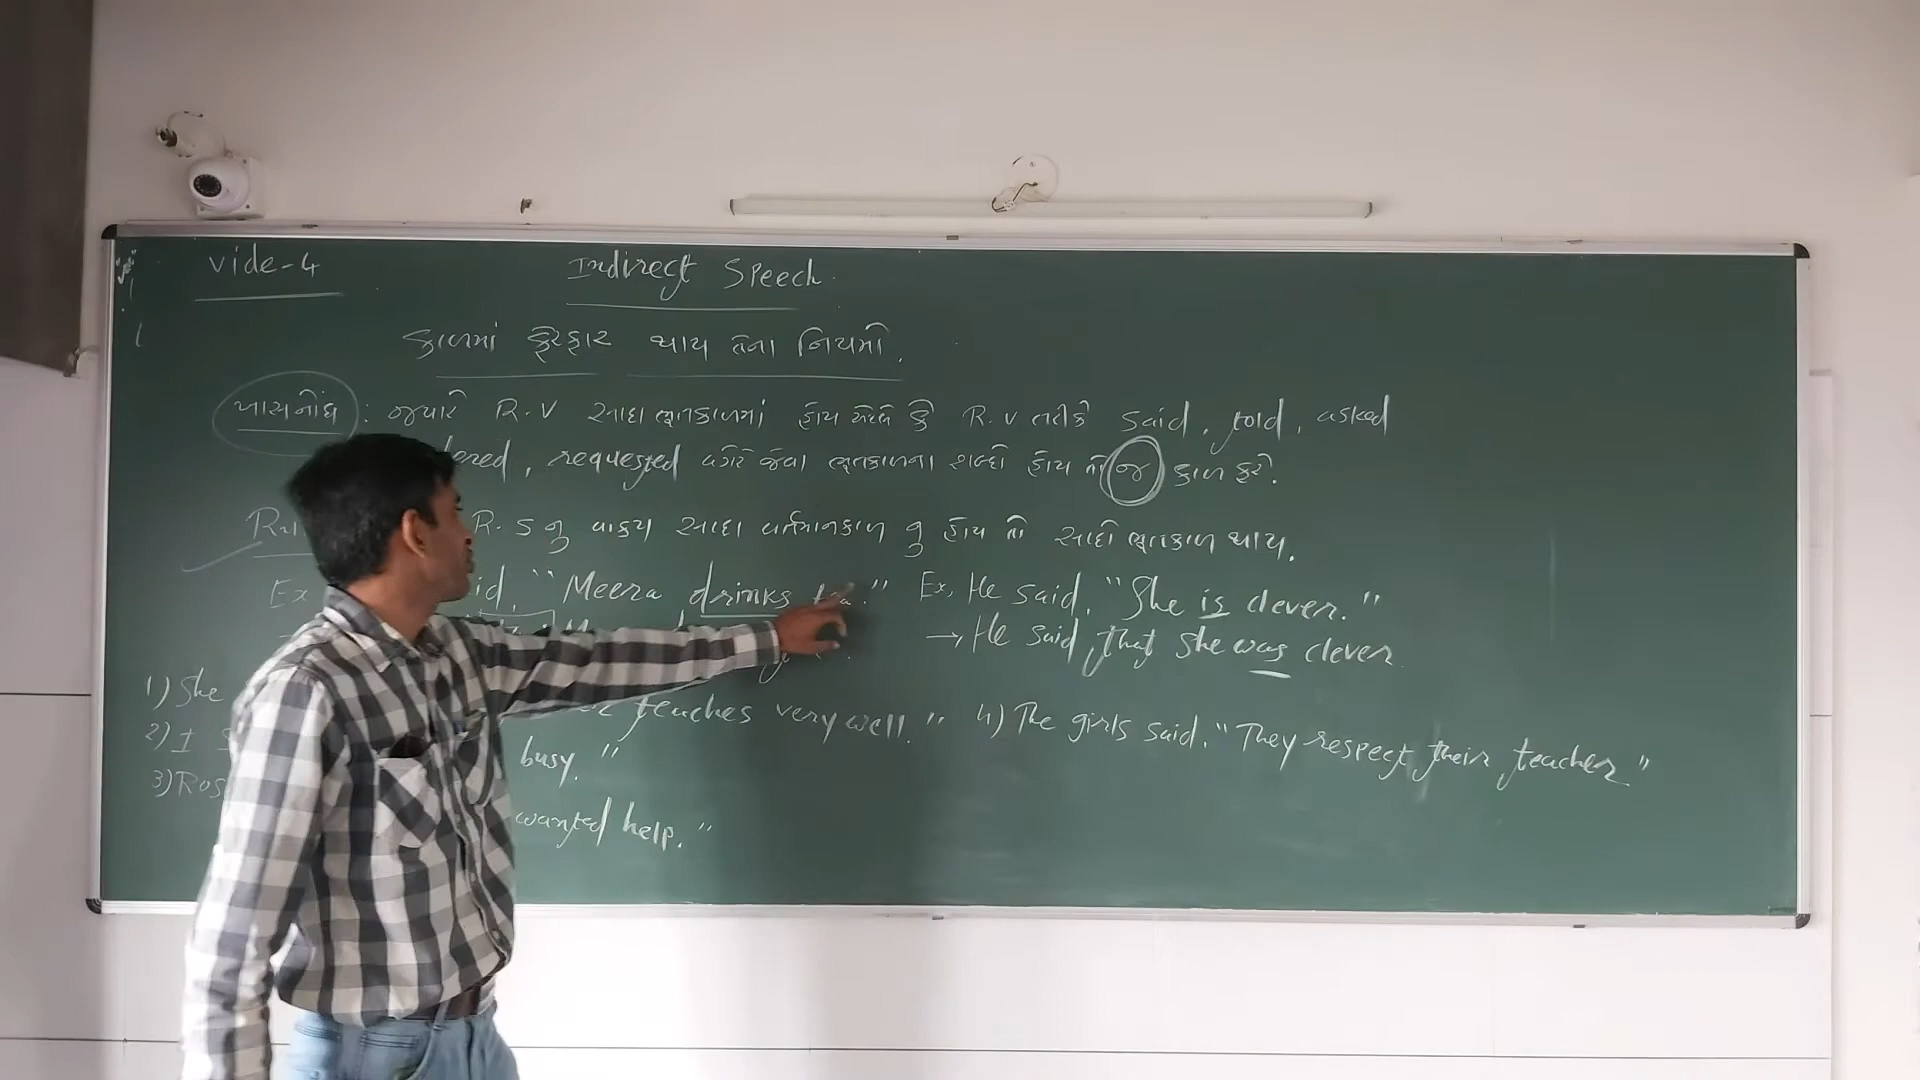 vide-4
Indirect Speech.
કાળમાં ફેરફાર થાય તેના નિયમો.
ખાસ નોંધ : જ્યારે R.V સાદા ભૂતકાળમાં હોય એટલે કે R.V તરીકે said, told, asked
requested વગેરે જેવા ભૂતકાળના શબ્દો હોય તો જ કાળ ફરે.
R.S નુ વાક્ય સાદા વર્તમાનકાળ નુ હોય તો સાદો ભૂતકાળ થાય.
Ex "Meera drinks
Ex, He said, "She is clever."
→ He said, that she was clever.
1) She teaches very well."
2) I busy."
3) wanted help."
4) The girls said, "They respect their teacher"